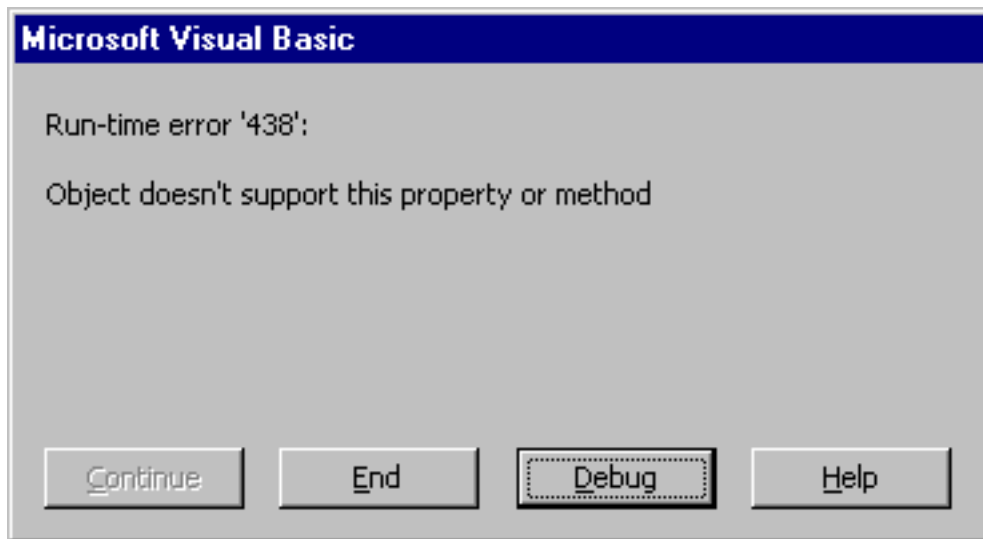 Microsoft Visual Basic
Run-time error '438':
Object doesn't support this property or method
Continue End Debug Help